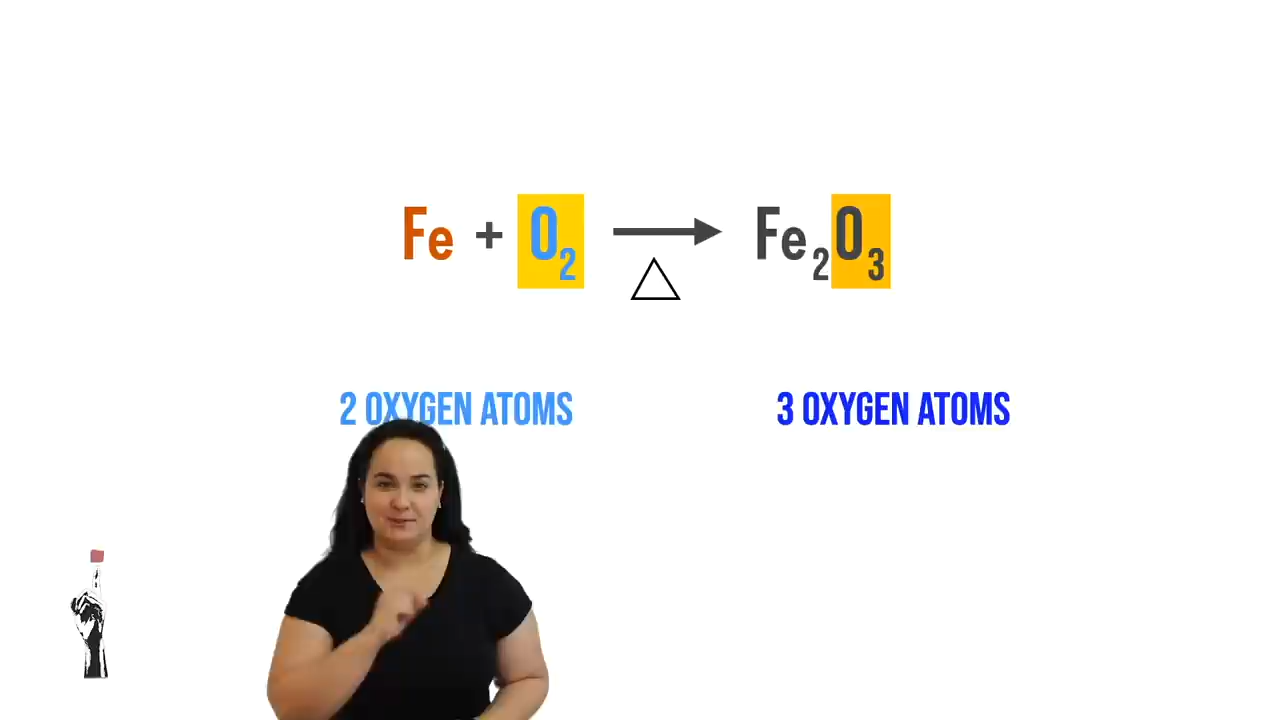 Fe + O₂ → Fe₂O₃
△
2 OXYGEN ATOMS
3 OXYGEN ATOMS